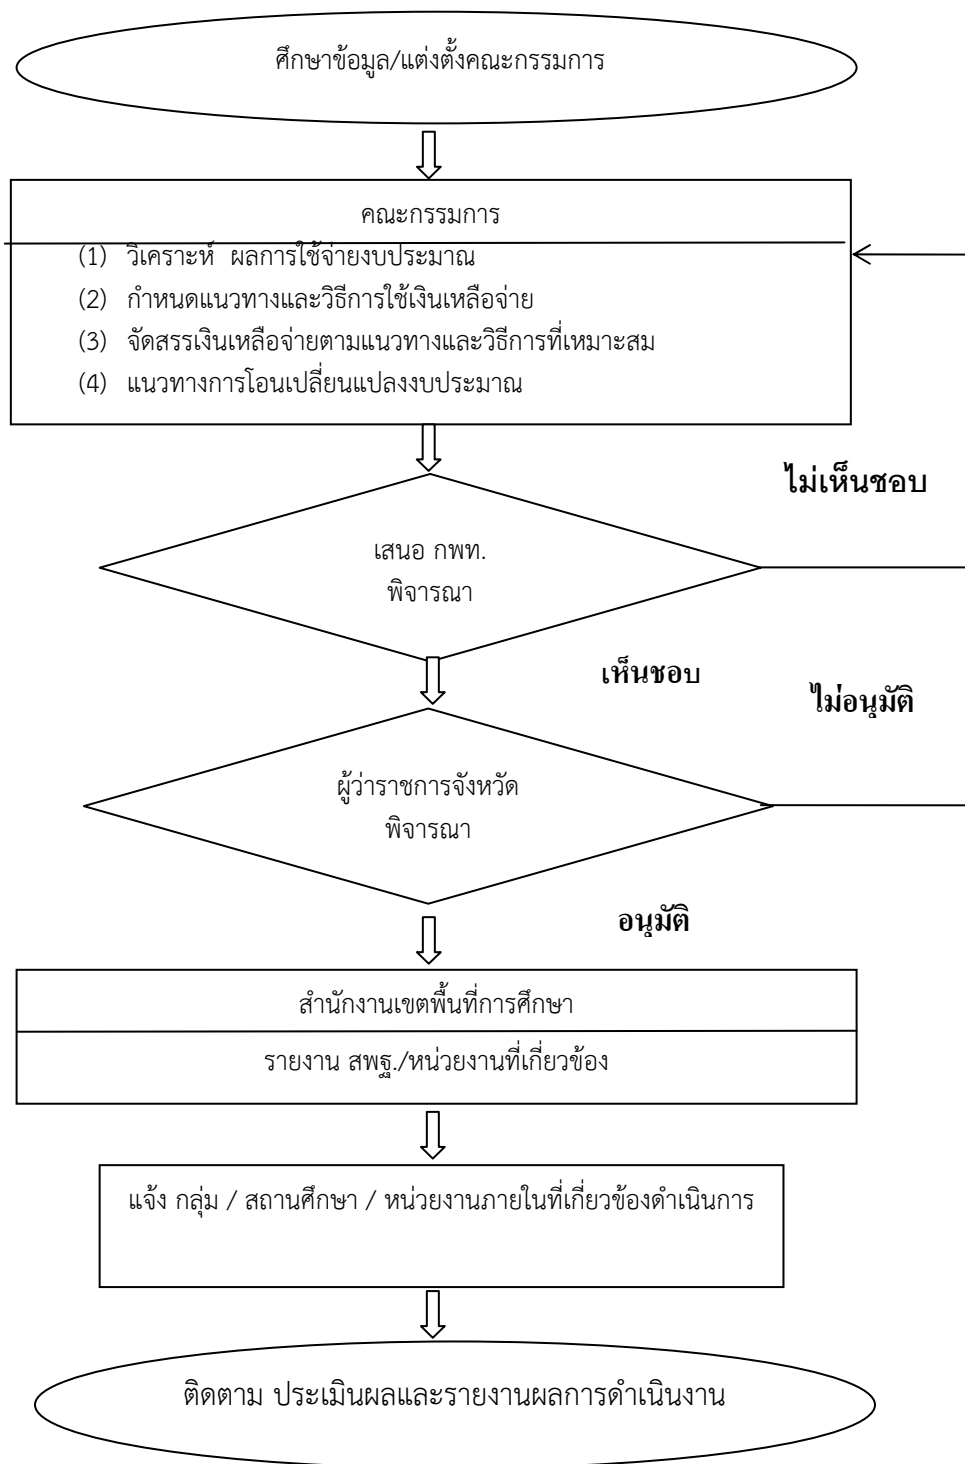 ศึกษาข้อมูล/แต่งตั้งคณะกรรมการ
คณะกรรมการ
(1) วิเคราะห์ ผลการใช้จ่ายงบประมาณ
(2) กำหนดแนวทางและวิธีการใช้เงินเหลือจ่าย
(3) จัดสรรเงินเหลือจ่ายตามแนวทางและวิธีการที่เหมาะสม
(4) แนวทางการโอนเปลี่ยนแปลงงบประมาณ
ไม่เห็นชอบ
เสนอ กพท.
พิจารณา
เห็นชอบ
ไม่อนุมัติ
ผู้ว่าราชการจังหวัด
พิจารณา
อนุมัติ
สำนักงานเขตพื้นที่การศึกษา
รายงาน สพฐ./หน่วยงานที่เกี่ยวข้อง
แจ้ง กลุ่ม / สถานศึกษา / หน่วยงานภายในที่เกี่ยวข้องดำเนินการ
ติดตาม ประเมินผลและรายงานผลการดำเนินงาน